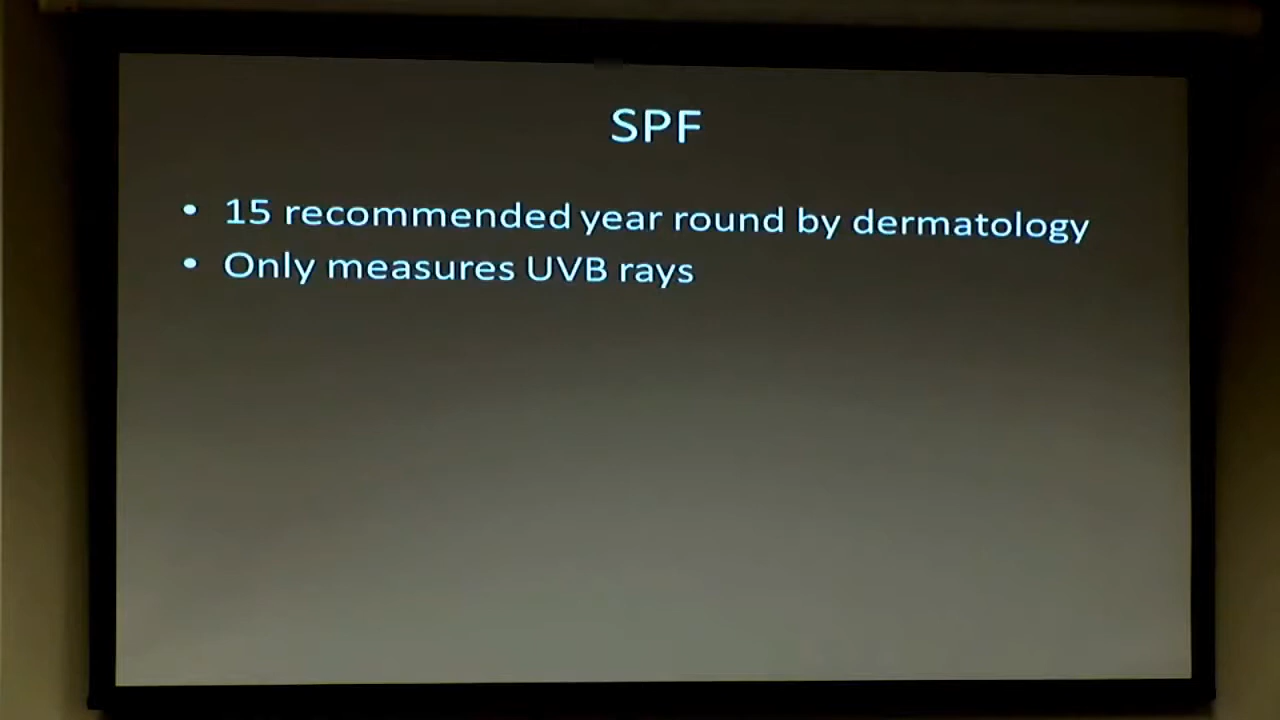 SPF
• 15 recommended year round by dermatology
• Only measures UVB rays